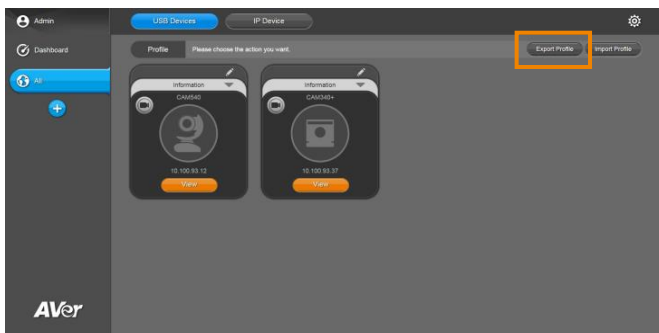 Admin
USB Devices
IP Device
Dashboard
Profile
Please choose the action you want.
Export Profile
Import Profile
All
Information
CAM540
10.100.93.12
View
Information
CAM340+
10.100.93.37
View
AVer